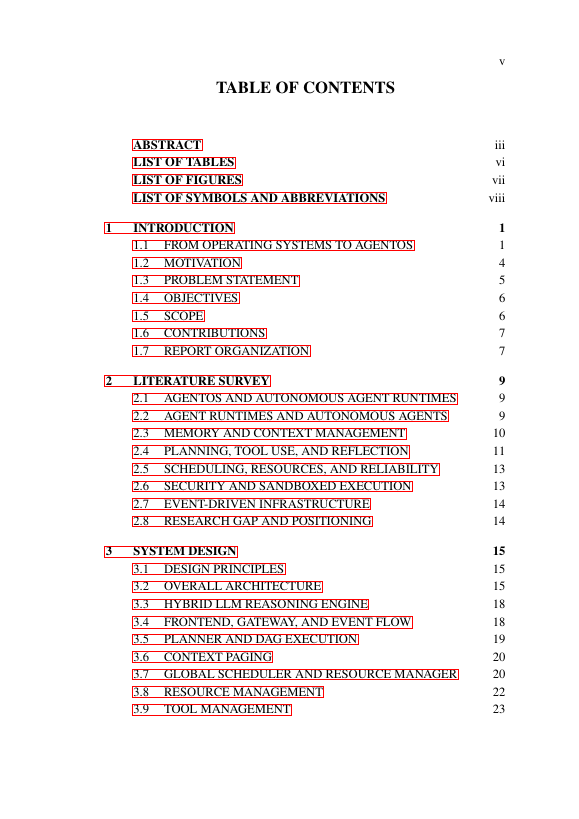 v
TABLE OF CONTENTS
ABSTRACT iii
LIST OF TABLES vi
LIST OF FIGURES vii
LIST OF SYMBOLS AND ABBREVIATIONS viii
1 INTRODUCTION 1
1.1 FROM OPERATING SYSTEMS TO AGENTOS 1
1.2 MOTIVATION 4
1.3 PROBLEM STATEMENT 5
1.4 OBJECTIVES 6
1.5 SCOPE 6
1.6 CONTRIBUTIONS 7
1.7 REPORT ORGANIZATION 7
2 LITERATURE SURVEY 9
2.1 AGENTOS AND AUTONOMOUS AGENT RUNTIMES 9
2.2 AGENT RUNTIMES AND AUTONOMOUS AGENTS 9
2.3 MEMORY AND CONTEXT MANAGEMENT 10
2.4 PLANNING, TOOL USE, AND REFLECTION 11
2.5 SCHEDULING, RESOURCES, AND RELIABILITY 13
2.6 SECURITY AND SANDBOXED EXECUTION 13
2.7 EVENT-DRIVEN INFRASTRUCTURE 14
2.8 RESEARCH GAP AND POSITIONING 14
3 SYSTEM DESIGN 15
3.1 DESIGN PRINCIPLES 15
3.2 OVERALL ARCHITECTURE 15
3.3 HYBRID LLM REASONING ENGINE 18
3.4 FRONTEND, GATEWAY, AND EVENT FLOW 18
3.5 PLANNER AND DAG EXECUTION 19
3.6 CONTEXT PAGING 20
3.7 GLOBAL SCHEDULER AND RESOURCE MANAGER 20
3.8 RESOURCE MANAGEMENT 22
3.9 TOOL MANAGEMENT 23